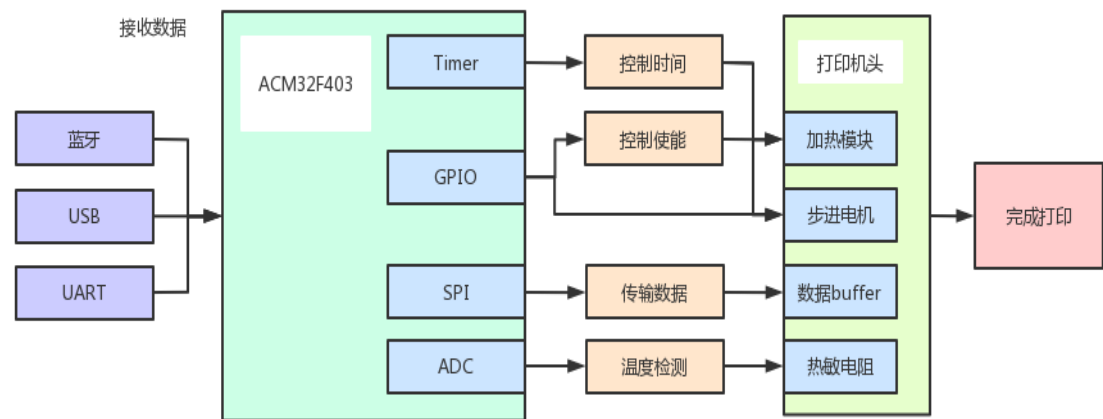 接收数据
ACM32F403
Timer
控制时间
打印机头
蓝牙
控制使能
加热模块
GPIO
USB
步进电机
完成打印
UART
SPI
传输数据
数据buffer
ADC
温度检测
热敏电阻